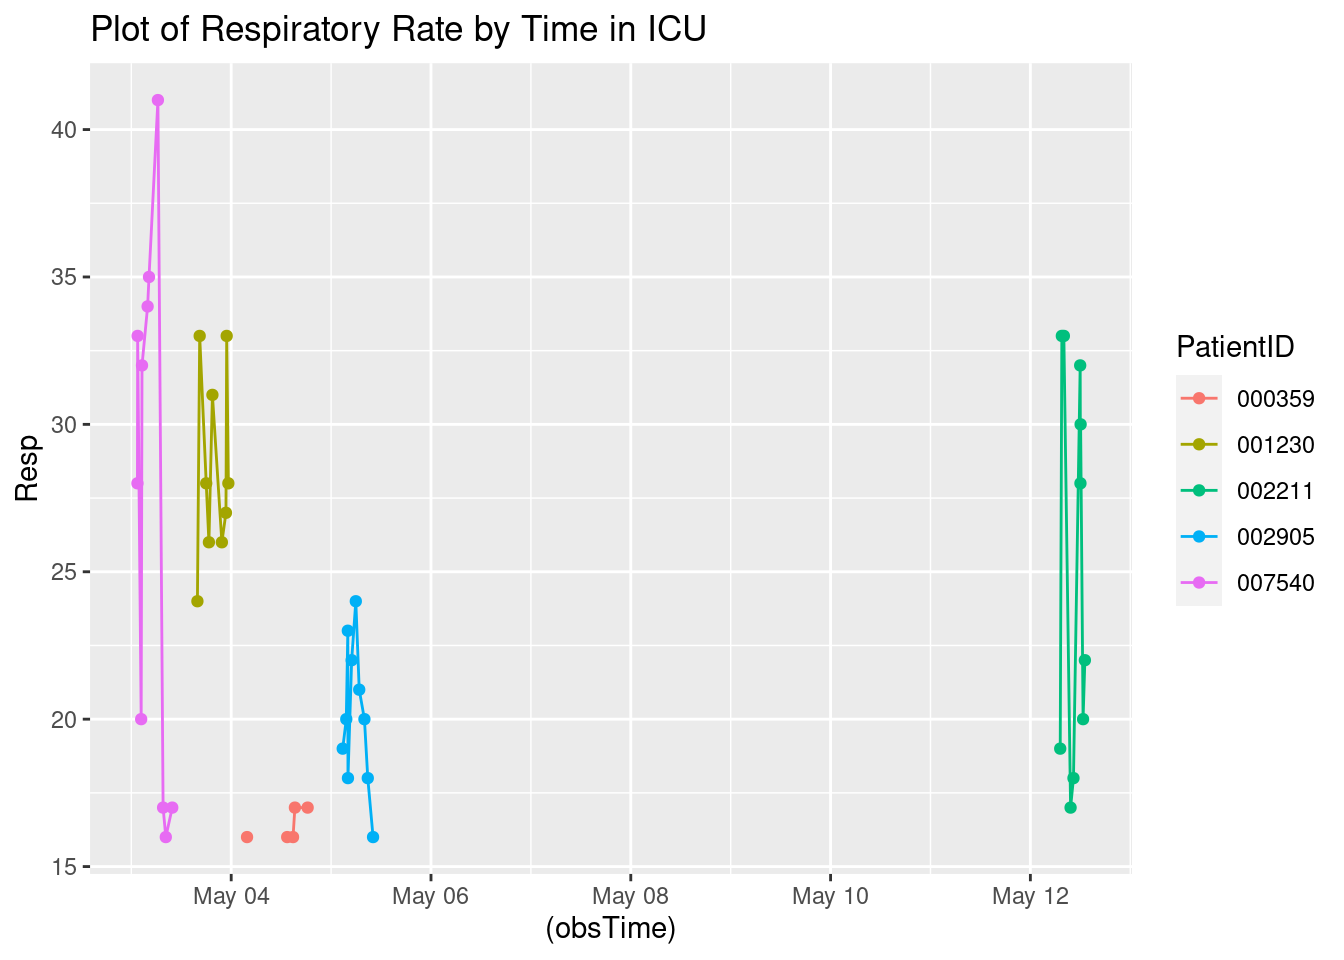 Plot of Respiratory Rate by Time in ICU
Resp
40
35
30
25
20
15
May 04
May 06
May 08
May 10
May 12
(obsTime)
PatientID
000359
001230
002211
002905
007540